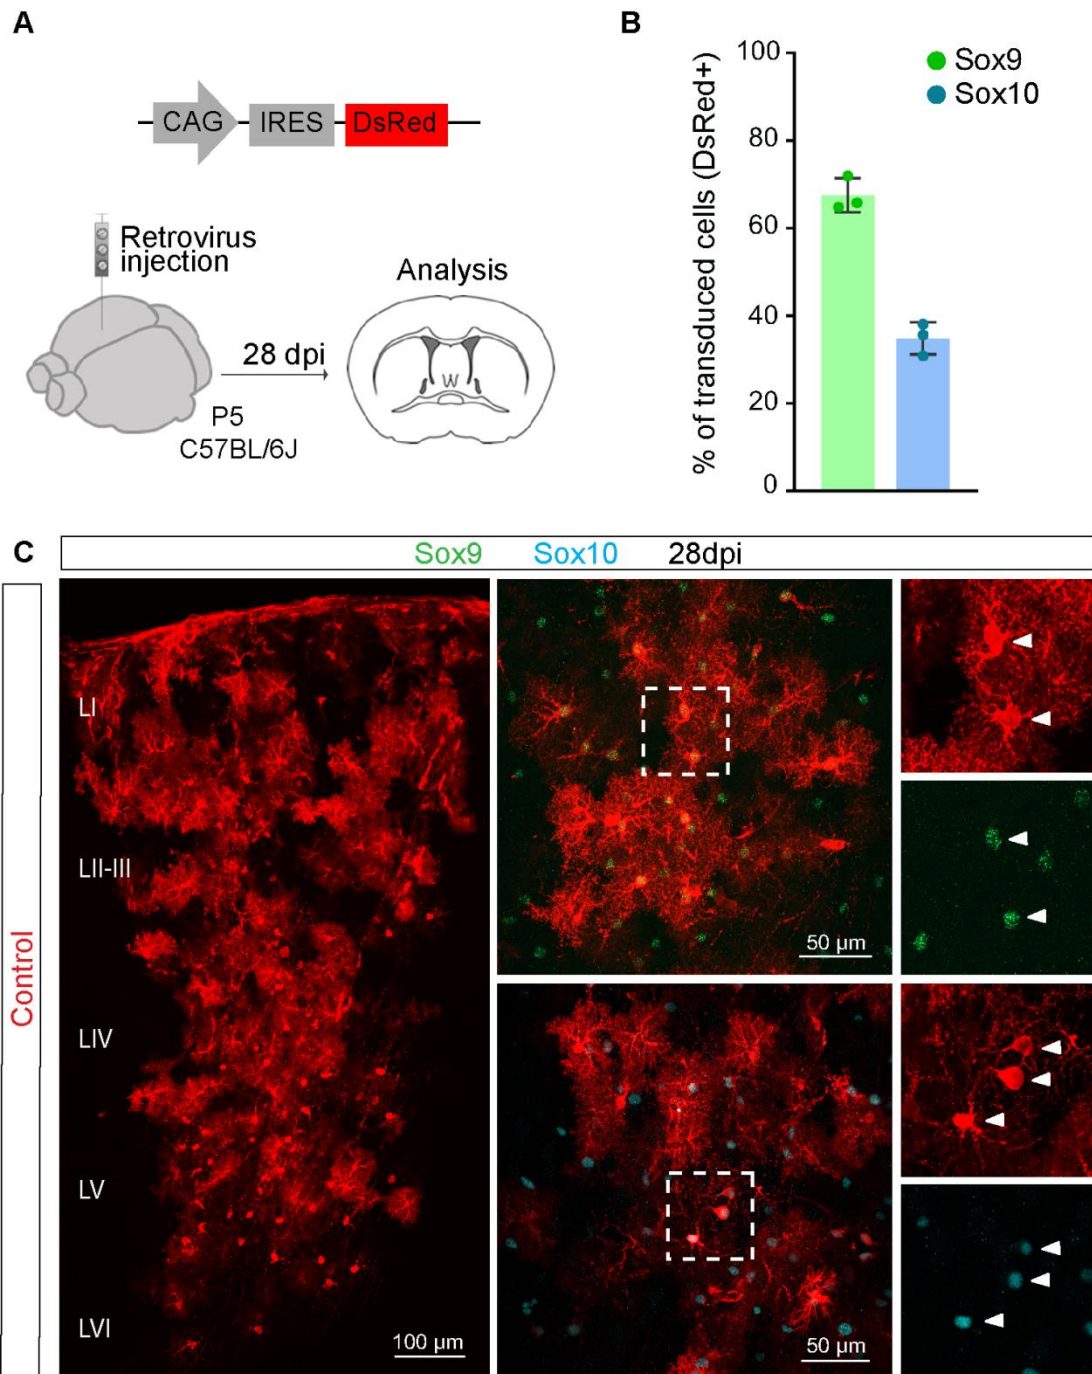 A
CAG
IRES
DsRed
Retrovirus
injection
Analysis
28 dpi
P5
C57BL/6J
B
% of transduced cells (DsRed+)
100
80
60
40
20
0
Sox9
Sox10
C
Sox9 Sox10 28dpi
Control
LI
LII-III
LIV
LV
LVI
100 µm
50 µm
50 µm